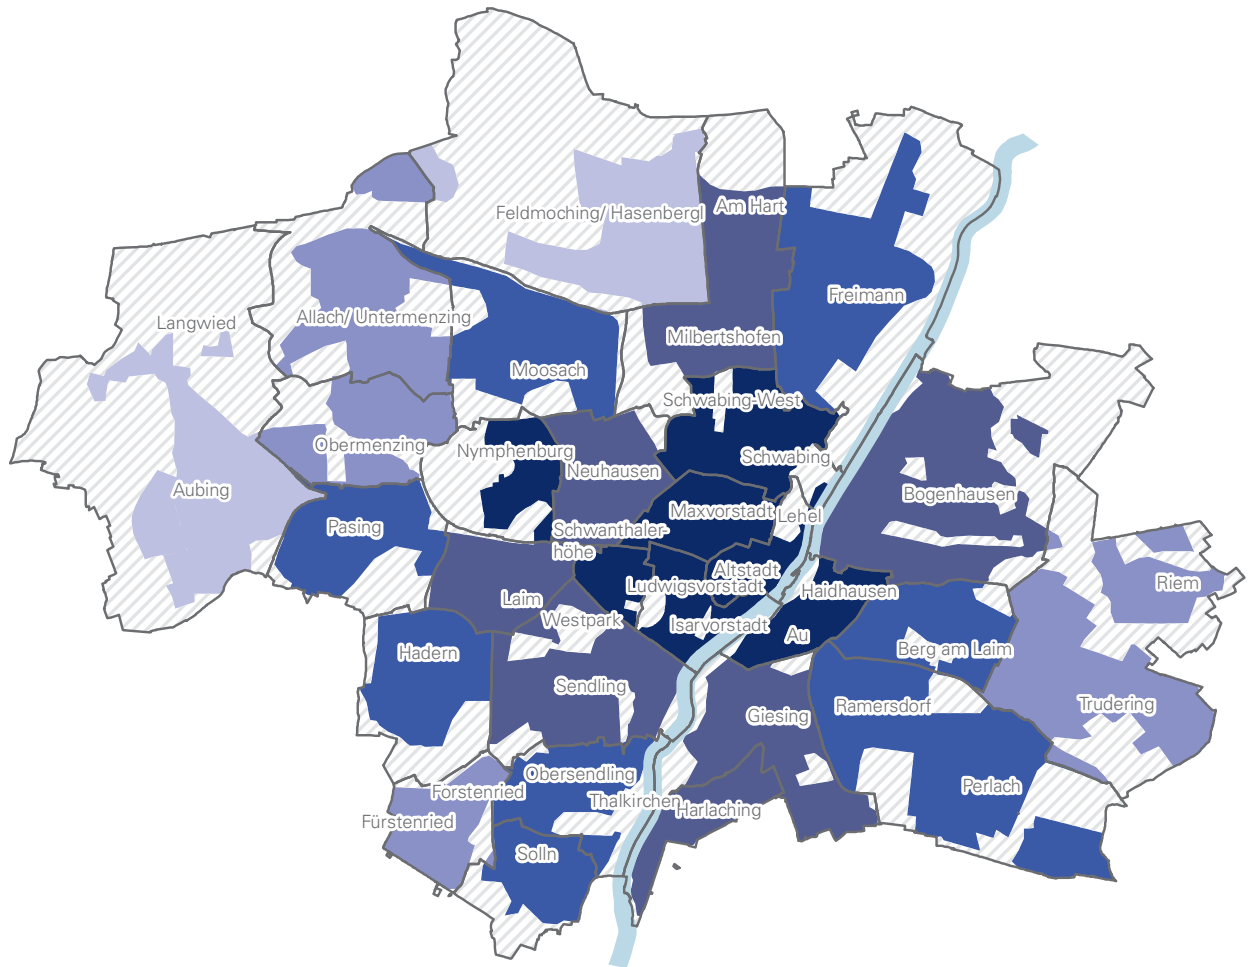 Am Hart
Feldmoching/ Hasenbergl
Freimann
Allach/ Untermenzing
Langwied
Milbertshofen
Moosach
Schwabing-West
Obermenzing
Nymphenburg
Schwabing
Neuhausen
Aubing
Bogenhausen
Maxvorstadt
Lehel
Pasing
Schwanthaler-
höhe
Altstadt
Riem
Ludwigsvorstadt
Haidhausen
Laim
Westpark
Isarvorstadt
Au
Berg am Laim
Hadern
Sendling
Trudering
Ramersdorf
Giesing
Obersendling
Perlach
Forstenried
Thalkirchen
Harlaching
Fürstenried
Solln